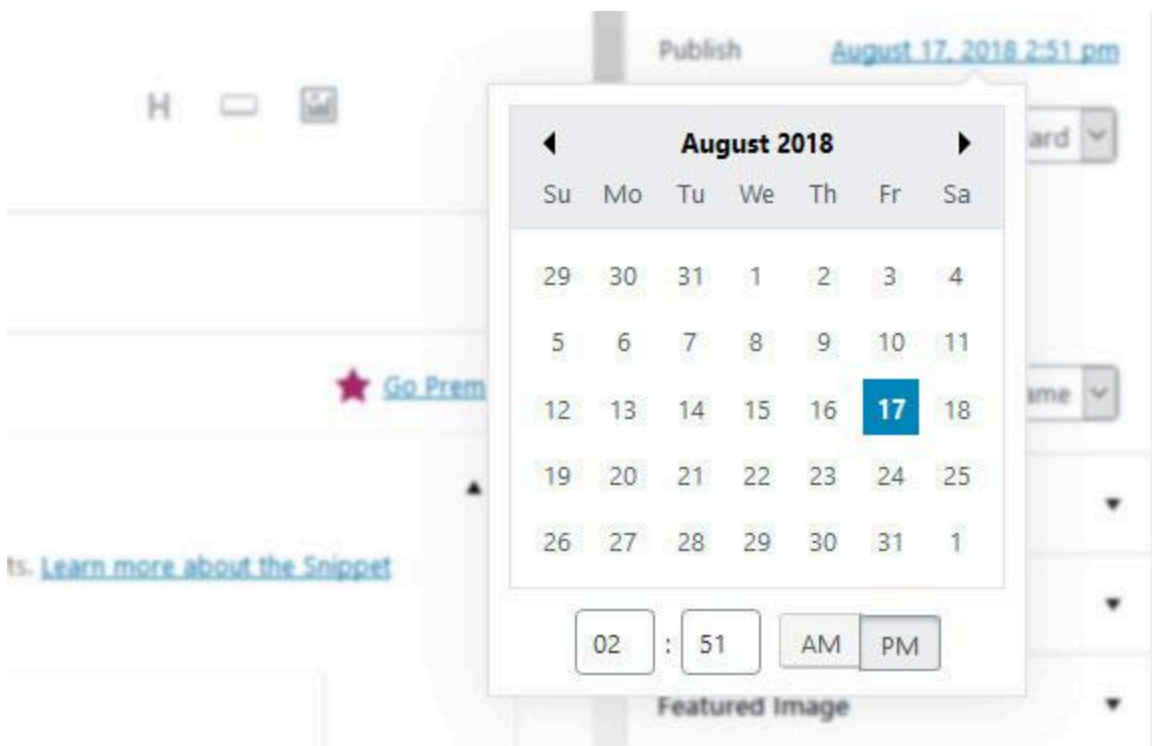 Publish August 17, 2018 2:51 pm
H
ard
August 2018
Su Mo Tu We Th Fr Sa
29 30 31 1 2 3 4
5 6 7 8 9 10 11
Go Prem
12 13 14 15 16 17 18
ame
19 20 21 22 23 24 25
26 27 28 29 30 31 1
ts. Learn more about the Snippet
02 : 51 AM PM
Featured Image